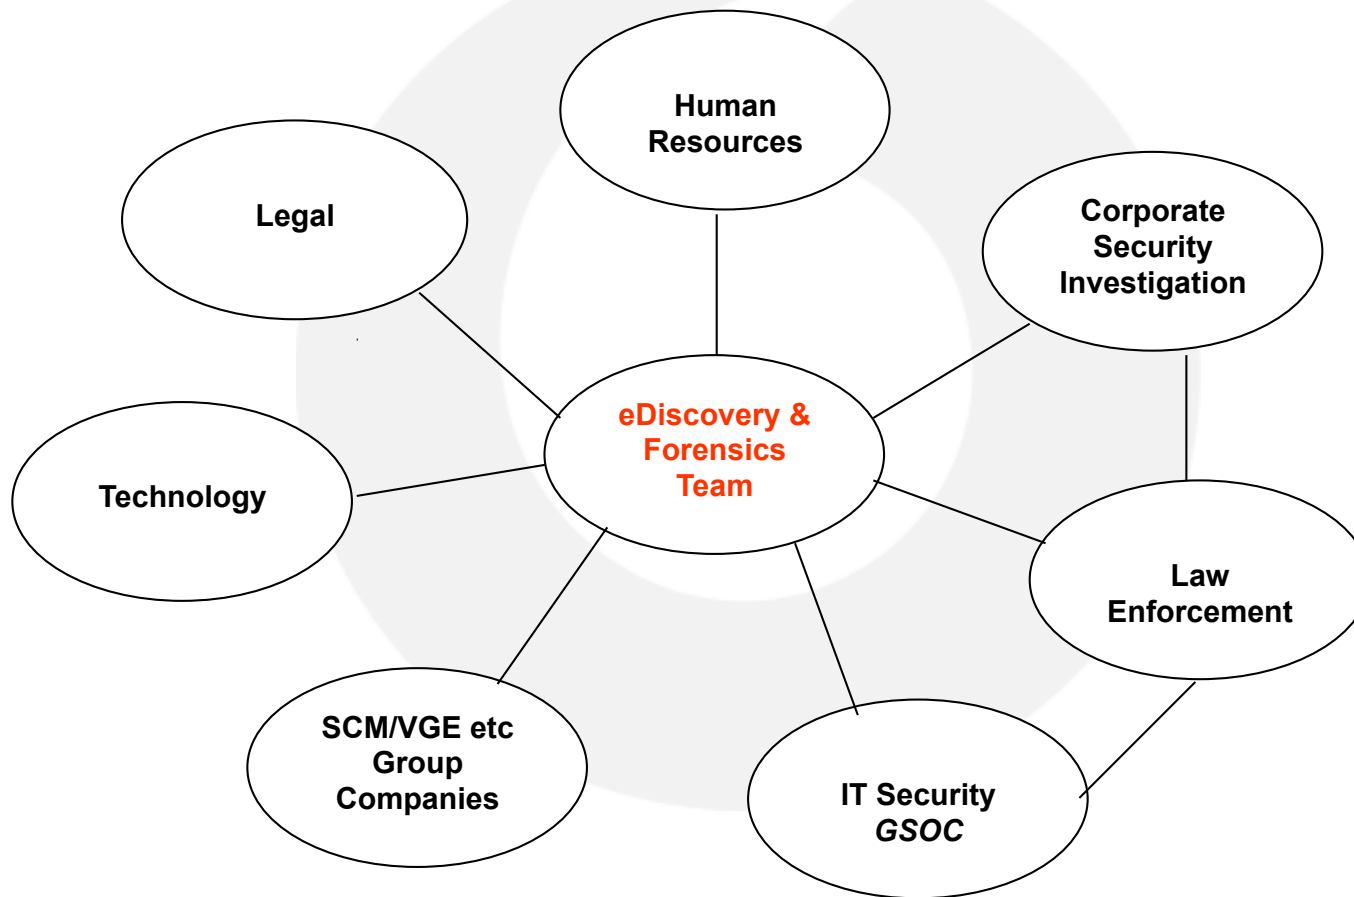 Human
Resources
Legal
Corporate
Security
Investigation
eDiscovery &
Forensics
Team
Technology
Law
Enforcement
SCM/VGE etc
Group
Companies
IT Security
GSOC